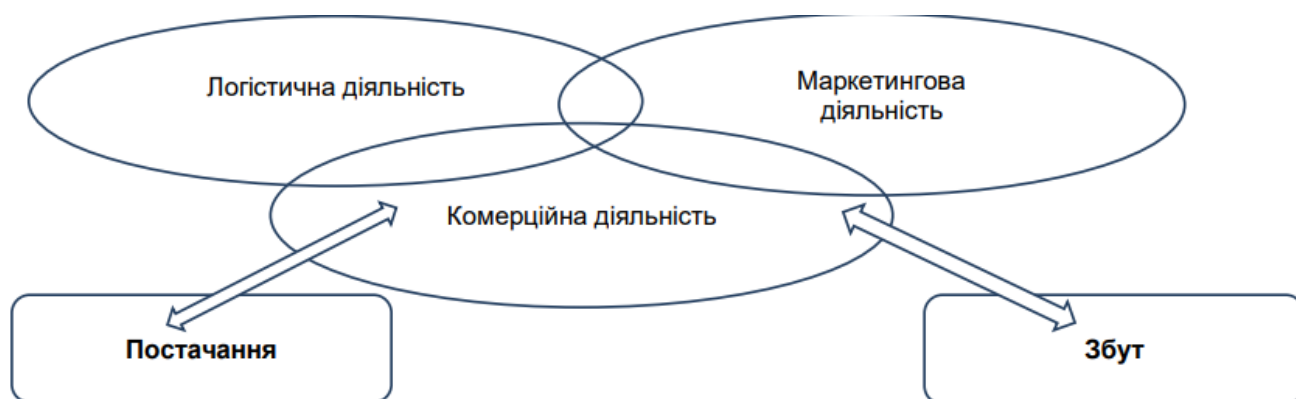 Логістична діяльність
Маркетингова
діяльність
Комерційна діяльність
Постачання
Збут